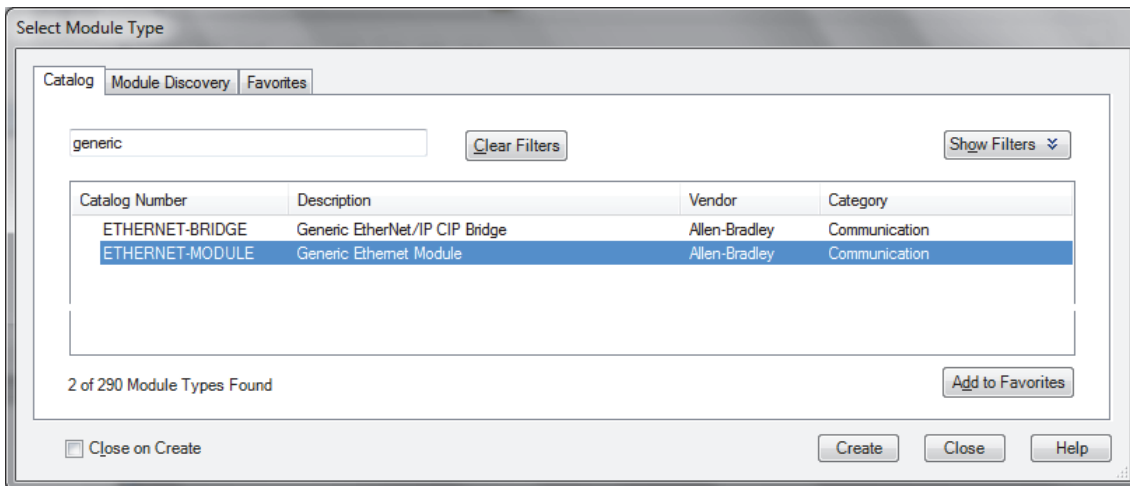 Select Module Type
Catalog Module Discovery Favorites
generic Clear Filters Show Filters
Catalog Number Description Vendor Category
ETHERNET-BRIDGE Generic EtherNet/IP CIP Bridge Allen-Bradley Communication
ETHERNET-MODULE Generic Ethernet Module Allen-Bradley Communication
2 of 290 Module Types Found Add to Favorites
Close on Create Create Close Help